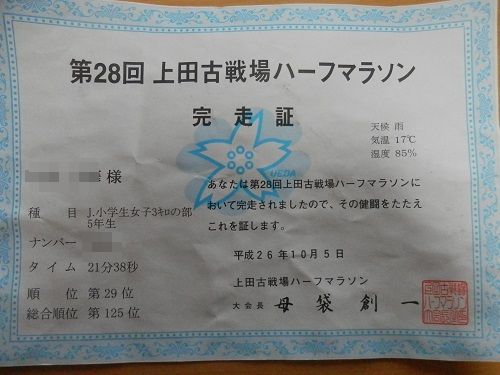 第28回 上田古戦場ハーフマラソン
完走証
天候 雨
気温 17℃
湿度 85%
UEDA
様
あなたは第28回上田古戦場ハーフマラソンに
おいて完走されましたので、その健闘をたたえ
これを証します。
種目 J.小学生女子3キロの部
5年生
ナンバー
タイム 21分38秒
順位 第29位
総合順位 第125位
平成26年10月5日
上田古戦場ハーフマラソン
大会長 母袋創一